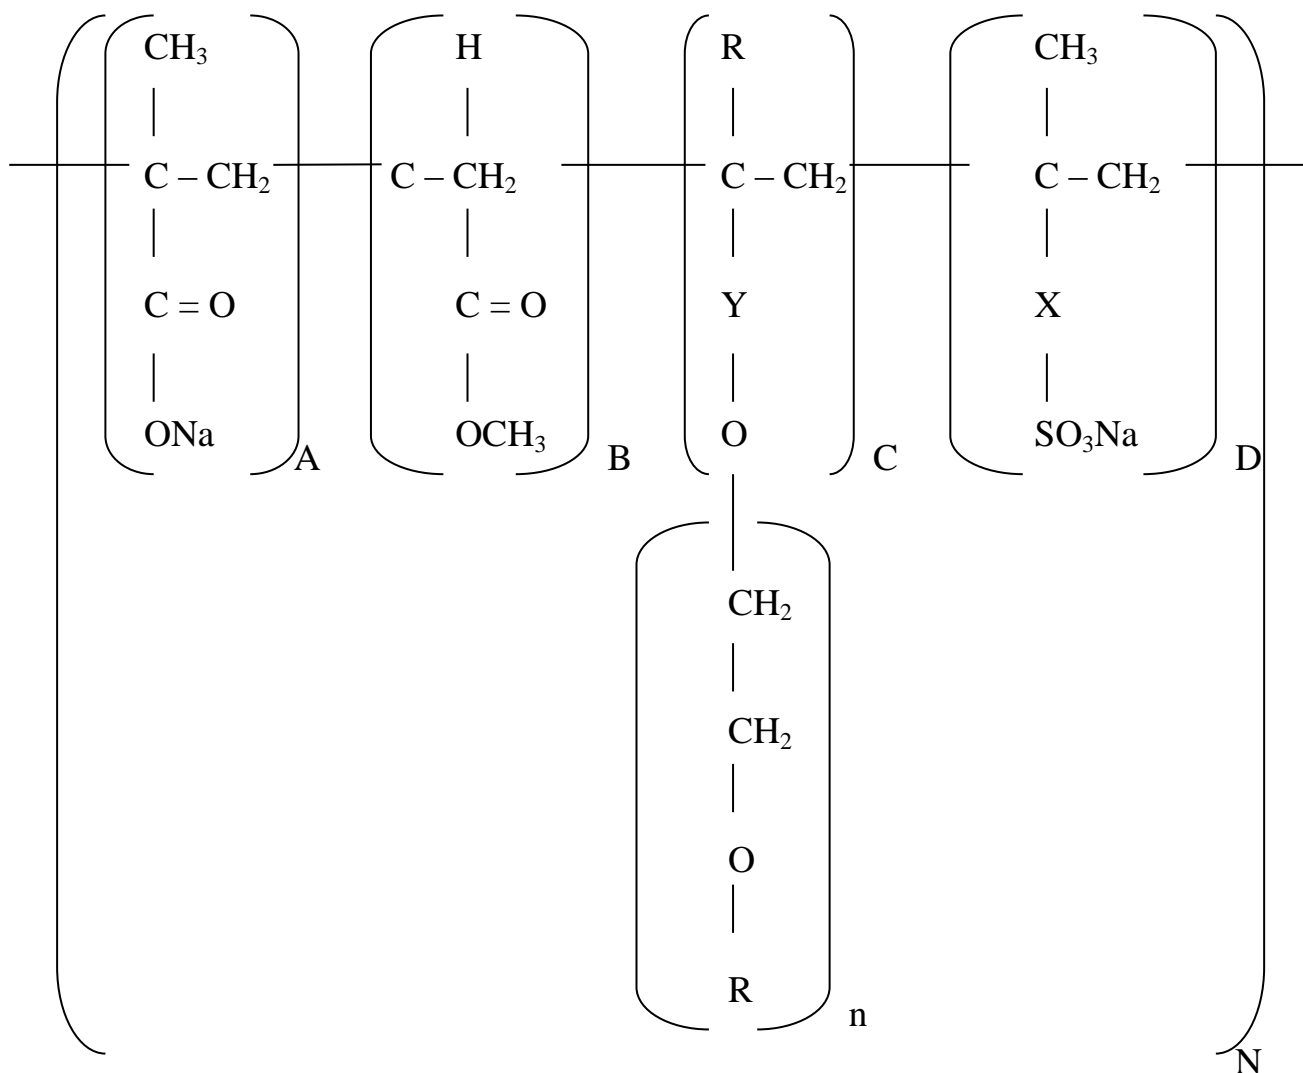 CH₃ H R CH₃
C – CH₂ C – CH₂ C – CH₂ C – CH₂
C = O C = O Y X
ONa OCH₃ O SO₃Na
A B C D
CH₂
CH₂
O
R
n
N